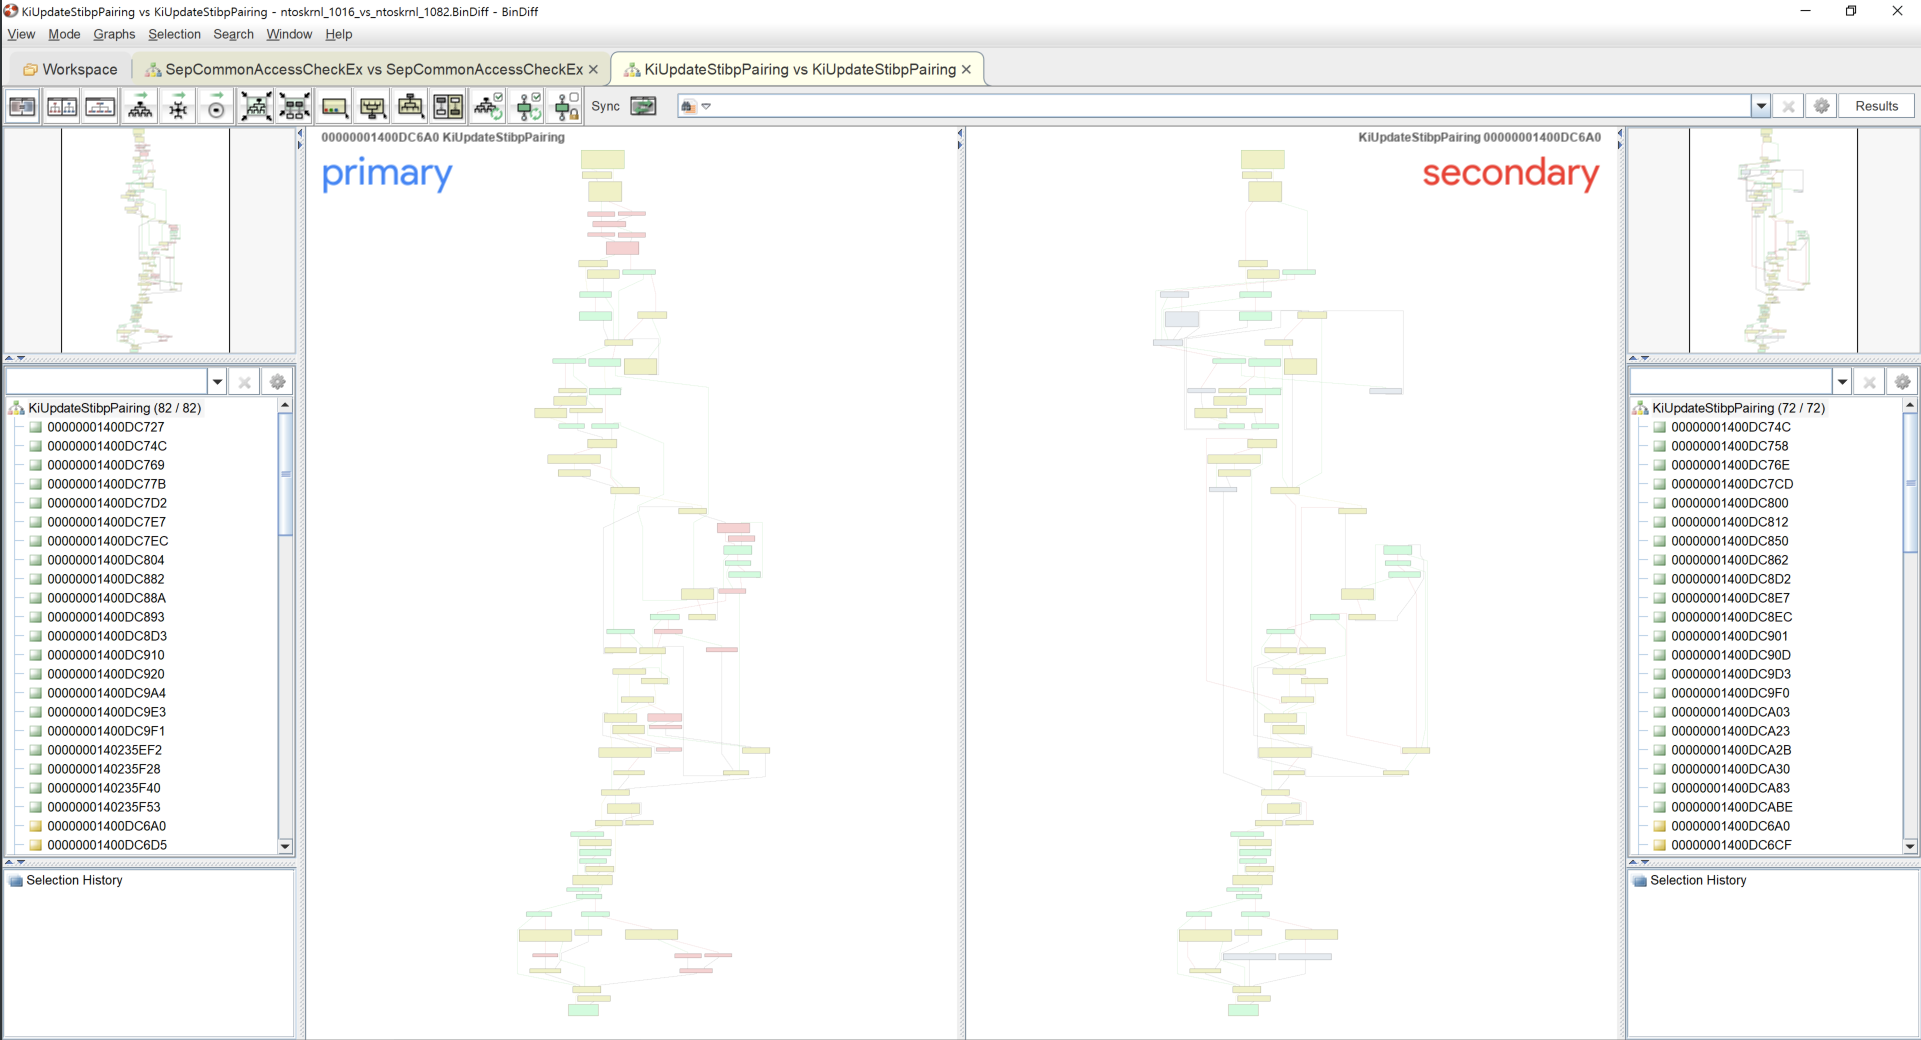 KiUpdateStibpPairing vs KiUpdateStibpPairing - ntoskrnl_1016_vs_ntoskrnl_1082.BinDiff - BinDiff
View Mode Graphs Selection Search Window Help
Workspace SepCommonAccessCheckEx vs SepCommonAccessCheckEx KiUpdateStibpPairing vs KiUpdateStibpPairing
Sync Results
00000001400DC6A0 KiUpdateStibpPairing
primary
KiUpdateStibpPairing 00000001400DC6A0
secondary
KiUpdateStibpPairing (82 / 82)
00000001400DC727
00000001400DC74C
00000001400DC769
00000001400DC77B
00000001400DC7D2
00000001400DC7E7
00000001400DC7EC
00000001400DC804
00000001400DC882
00000001400DC88A
00000001400DC893
00000001400DC8D3
00000001400DC910
00000001400DC920
00000001400DC9A4
00000001400DC9E3
00000001400DC9F1
0000000140235EF2
0000000140235F28
0000000140235F40
0000000140235F53
00000001400DC6A0
00000001400DC6D5
Selection History
KiUpdateStibpPairing (72 / 72)
00000001400DC74C
00000001400DC758
00000001400DC76E
00000001400DC7CD
00000001400DC800
00000001400DC812
00000001400DC850
00000001400DC862
00000001400DC8D2
00000001400DC8E7
00000001400DC8EC
00000001400DC901
00000001400DC90D
00000001400DC9D3
00000001400DC9F0
00000001400DCA03
00000001400DCA23
00000001400DCA2B
00000001400DCA30
00000001400DCA83
00000001400DCABE
00000001400DC6A0
00000001400DC6CF
Selection History